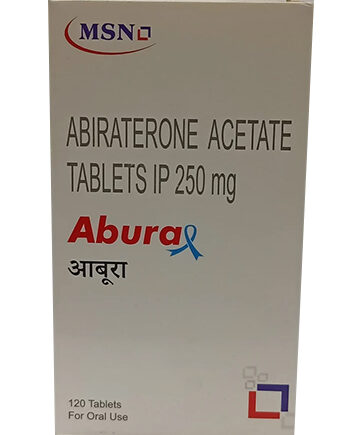 MSN
ABIRATERONE ACETATE
TABLETS IP 250 mg
Abura
आबूरा
120 Tablets
For Oral Use